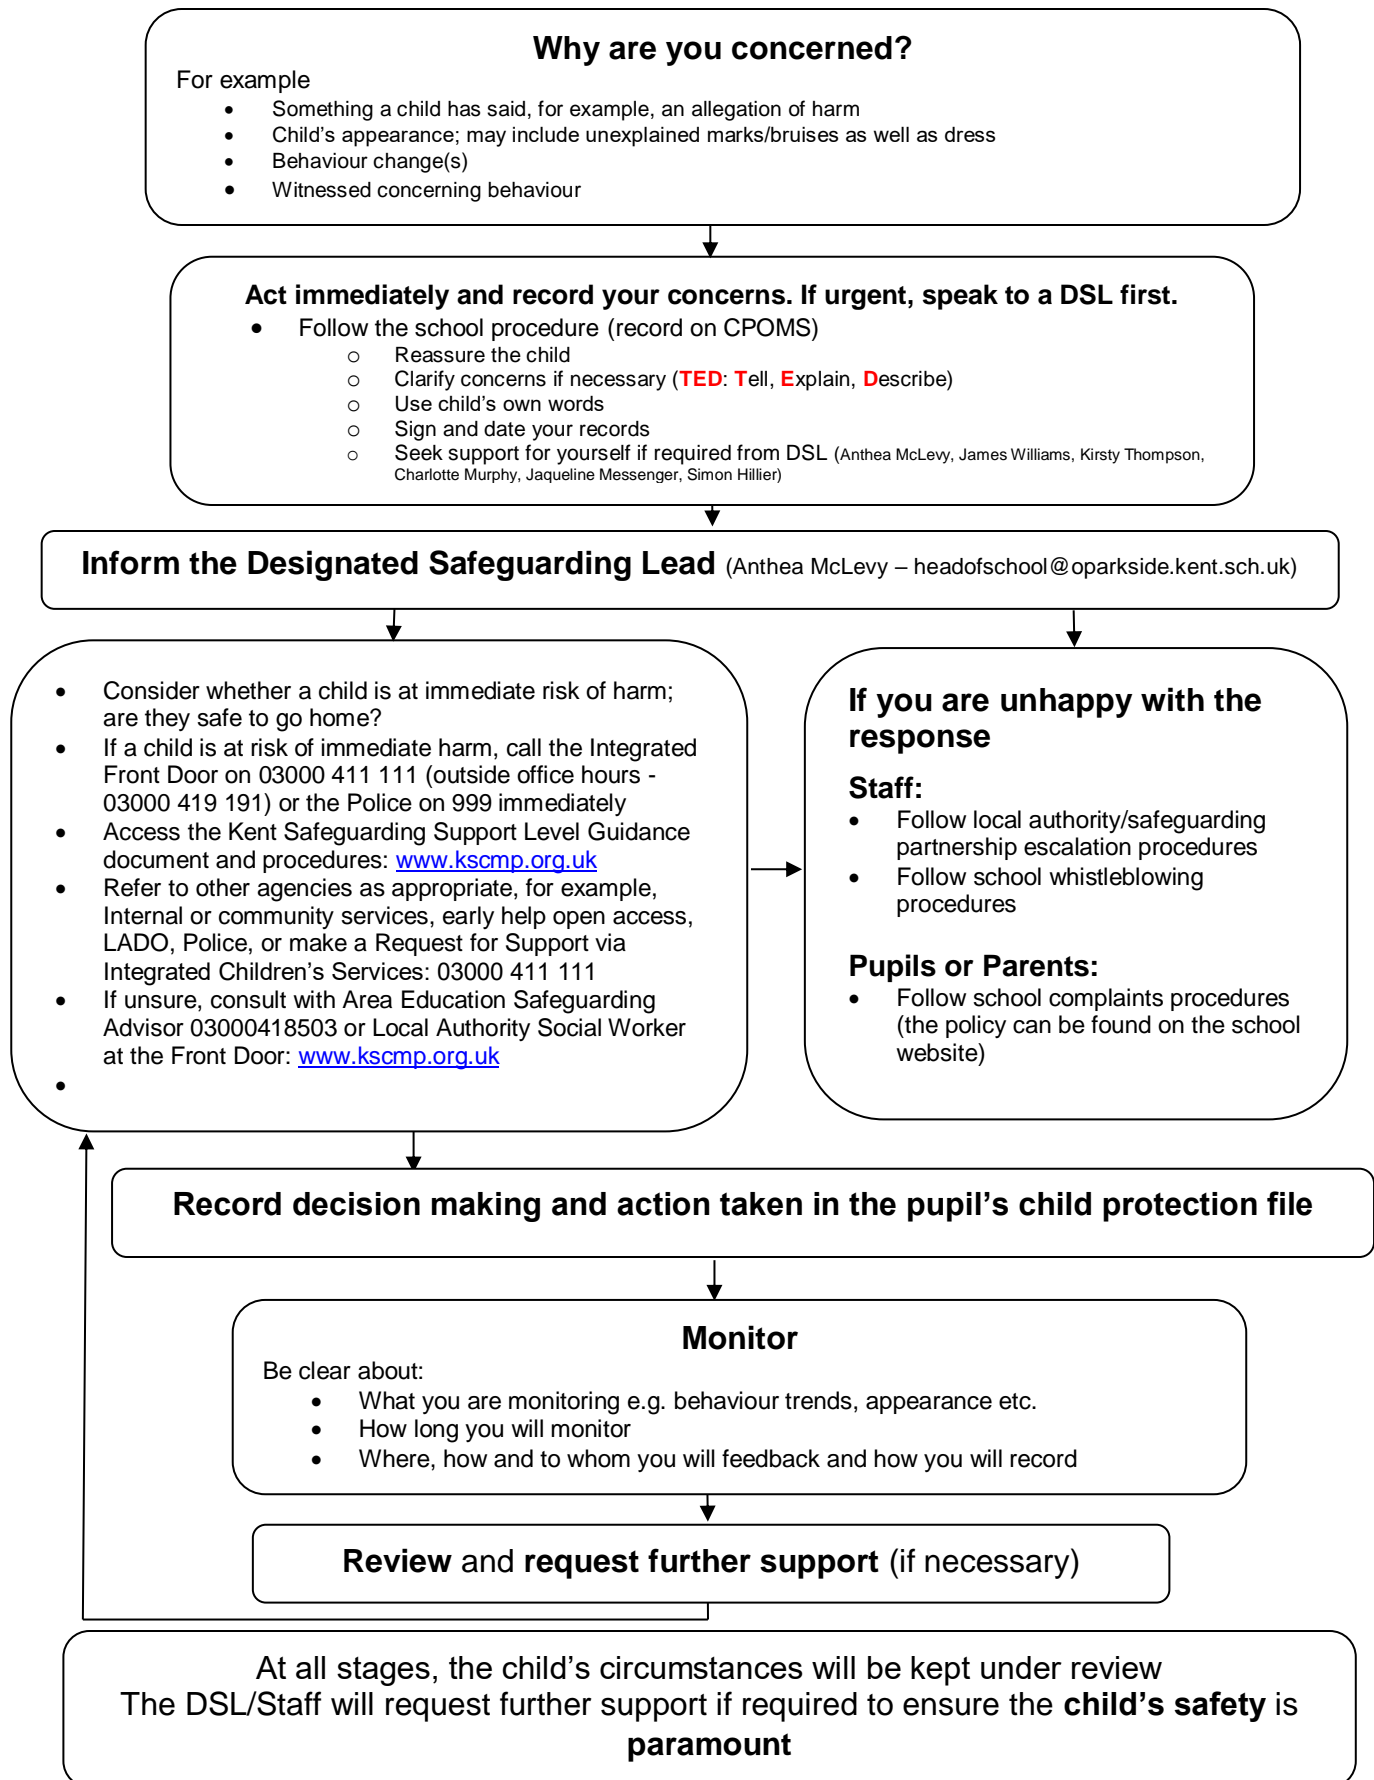 Why are you concerned?
For example
• Something a child has said, for example, an allegation of harm
• Child's appearance; may include unexplained marks/bruises as well as dress
• Behaviour change(s)
• Witnessed concerning behaviour
Act immediately and record your concerns. If urgent, speak to a DSL first.
• Follow the school procedure (record on CPOMS)
o Reassure the child
o Clarify concerns if necessary (TED: Tell, Explain, Describe)
o Use child's own words
o Sign and date your records
o Seek support for yourself if required from DSL (Anthea McLevy, James Williams, Kirsty Thompson,
Charlotte Murphy, Jaqueline Messenger, Simon Hillier)
Inform the Designated Safeguarding Lead (Anthea McLevy – headofschool@oparkside.kent.sch.uk)
• Consider whether a child is at immediate risk of harm;
are they safe to go home?
• If a child is at risk of immediate harm, call the Integrated
Front Door on 03000 411 111 (outside office hours -
03000 419 191) or the Police on 999 immediately
• Access the Kent Safeguarding Support Level Guidance
document and procedures: www.kscmp.org.uk
• Refer to other agencies as appropriate, for example,
Internal or community services, early help open access,
LADO, Police, or make a Request for Support via
Integrated Children's Services: 03000 411 111
• If unsure, consult with Area Education Safeguarding
Advisor 03000418503 or Local Authority Social Worker
at the Front Door: www.kscmp.org.uk
•
If you are unhappy with the
response
Staff:
• Follow local authority/safeguarding
partnership escalation procedures
• Follow school whistleblowing
procedures
Pupils or Parents:
• Follow school complaints procedures
(the policy can be found on the school
website)
Record decision making and action taken in the pupil's child protection file
Monitor
Be clear about:
• What you are monitoring e.g. behaviour trends, appearance etc.
• How long you will monitor
• Where, how and to whom you will feedback and how you will record
Review and request further support (if necessary)
At all stages, the child's circumstances will be kept under review
The DSL/Staff will request further support if required to ensure the child's safety is
paramount